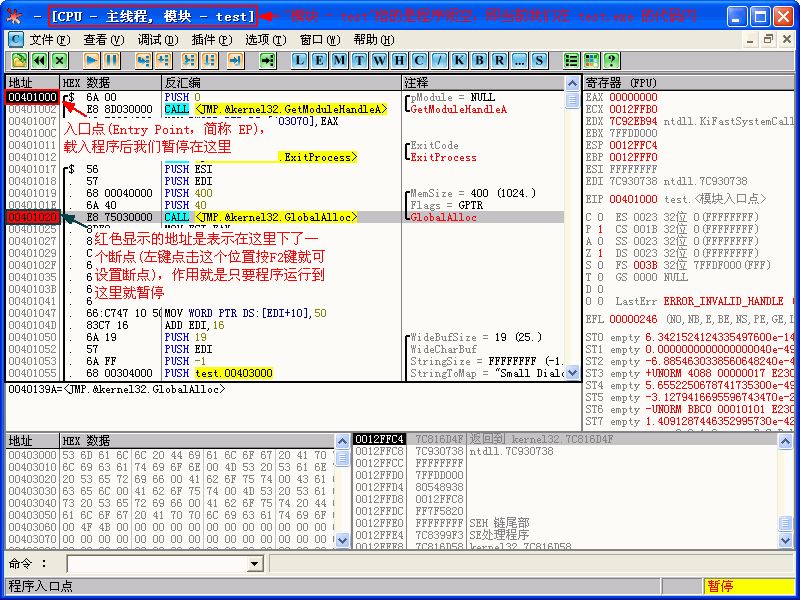 [CPU - 主线程, 模块 - test]
"模块 - test"指的是程序领空，即当前我们在 test.exe 的代码内
文件(F) 查看(V) 调试(D) 插件(P) 选项(T) 窗口(W) 帮助(H)
L E M T W H C / K B R ... S
地址 HEX 数据 反汇编 注释 寄存器 (FPU)
00401000 $ 6A 00 PUSH 0 pModule = NULL
00401002 . E8 8D030000 CALL <JMP.&kernel32.GetModuleHandleA> GetModuleHandleA
00401007 03070],EAX
0040100C
入口点(Entry Point，简称 EP)，
载入程序后我们暂停在这里
00401011 ExitCode
00401012 .ExitProcess> ExitProcess
00401017 $ 56 PUSH ESI
00401018 . 57 PUSH EDI
00401019 . 68 00040000 PUSH 400 MemSize = 400 (1024.)
0040101E . 6A 40 PUSH 40 Flags = GPTR
00401020 . E8 75030000 CALL <JMP.&kernel32.GlobalAlloc> GlobalAlloc
红色显示的地址是表示在这里下了一
个断点(左键点击这个位置按F2键就可
设置断点)，作用就是只要程序运行到
这里就暂停
00401047 . 66:C747 10 50 MOV WORD PTR DS:[EDI+10],50
0040104D . 83C7 16 ADD EDI,16
00401050 . 6A 19 PUSH 19 WideBufSize = 19 (25.)
00401052 . 57 PUSH EDI WideCharBuf
00401053 . 6A FF PUSH -1 StringSize = FFFFFFFF (-1.
00401055 . 68 00304000 PUSH test.00403000 StringToMap = "Small Dialo
0040139A=<JMP.&kernel32.GlobalAlloc>
EAX 00000000
ECX 0012FFB0
EDX 7C92EB94 ntdll.KiFastSystemCall
EBX 7FFDD000
ESP 0012FFC4
EBP 0012FFF0
ESI FFFFFFFF
EDI 7C930738 ntdll.7C930738
EIP 00401000 test.<模块入口点>
C 0 ES 0023 32位 0(FFFFFFFF)
P 1 CS 001B 32位 0(FFFFFFFF)
A 0 SS 0023 32位 0(FFFFFFFF)
Z 1 DS 0023 32位 0(FFFFFFFF)
S 0 FS 003B 32位 7FFDF000(FFF)
T 0 GS 0000 NULL
D 0
O 0 LastErr ERROR_INVALID_HANDLE (
EFL 00000246 (NO,NB,E,BE,NS,PE,GE,L
ST0 empty 6.3421524124335497600e-14
ST1 empty 0.0000000000000040240e-49
ST2 empty -6.8854630338560648240e-4
ST3 empty +UNORM 4088 00000017 E230
ST4 empty 5.6552250678741735300e-49
ST5 empty -3.1279416695596743470e-2
ST6 empty -UNORM BBC0 00010101 E230
ST7 empty 1.4091287446352995730e-42
地址 HEX 数据
00403000 53 6D 61 6C 6C 20 44 69 61 6C 6F 67 20 41 70
00403010 6C 69 63 61 74 69 6F 6E 00 4D 53 20 53 61 6E
00403020 20 53 65 72 69 66 00 41 62 6F 75 74 00 43 61
00403030 63 65 6C 00 41 62 6F 75 74 00 4D 53 20 53 61
00403040 73 20 53 65 72 69 66 00 41 62 6F 75 74 20 44
00403050 61 6C 6F 67 20 41 70 70 6C 69 63 61 74 69 6F
00403060 00 4F 4B 00 00 00 00 00 00 00 00 00 00 00 00
00403070 00 00 00 00 00 00 00 00 00 00 00 00 00 00 00
0012FFC4 7C816D4F 返回到 kernel32.7C816D4F
0012FFC8 7C930738 ntdll.7C930738
0012FFCC FFFFFFFF
0012FFD0 7FFDD000
0012FFD4 80548938
0012FFD8 0012FFC8
0012FFDC FF7F5820
0012FFE0 FFFFFFFF SEH 链尾部
0012FFE4 7C8399F3 SE处理程序
0012FFE8 7C816D58 kernel32.7C816D58
命令 :
程序入口点 暂停